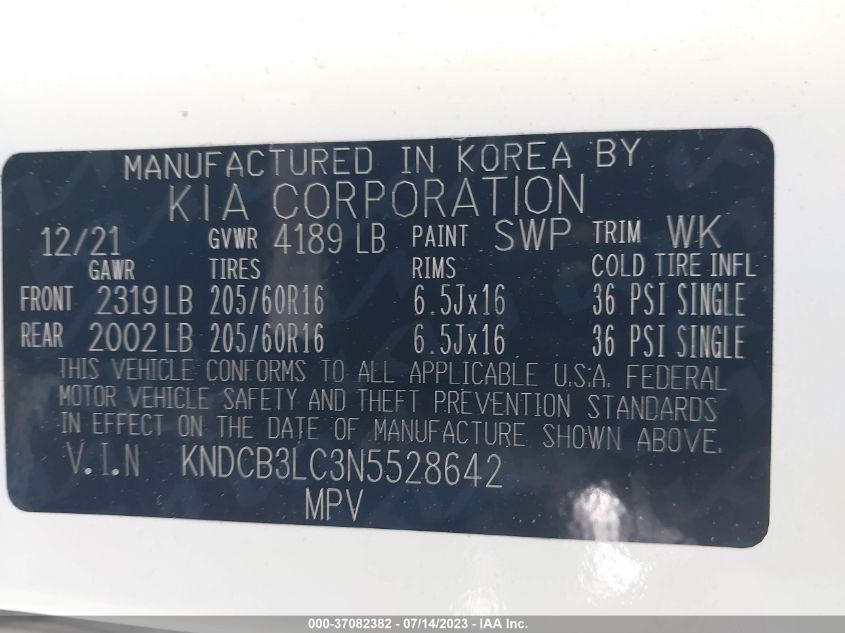 MANUFACTURED IN KOREA BY
KIA CORPORATION
12/21 GVWR 4189 LB PAINT SWP TRIM WK
GAWR TIRES RIMS COLD TIRE INFL
FRONT 2319 LB 205/60R16 6.5Jx16 36 PSI SINGLE
REAR 2002 LB 205/60R16 6.5Jx16 36 PSI SINGLE
THIS VEHICLE CONFORMS TO ALL APPLICABLE U.S.A. FEDERAL
MOTOR VEHICLE SAFETY AND THEFT PREVENTION STANDARDS
IN EFFECT ON THE DATE OF MANUFACTURE SHOWN ABOVE.
V.I.N KNDCB3LC3N5528642
MPV
000-37082382 - 07/14/2023 - IAA Inc.